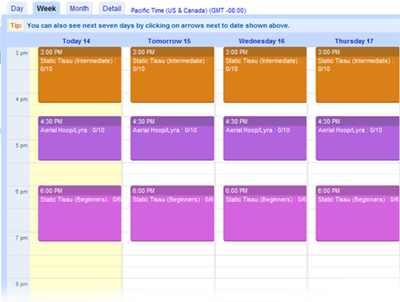 Day Week Month Detail Pacific Time (US & Canada) (GMT -08:00)
Tip: You can also see next seven days by clicking on arrows next to date shown above.
Today 14 Tomorrow 15 Wednesday 16 Thursday 17
3 pm
3:00 PM 3:00 PM 3:00 PM 3:00 PM
Static Tissu (Intermediate) : Static Tissu (Intermediate) : Static Tissu (Intermediate) : Static Tissu (Intermediate) :
0/10 0/10 0/10 0/10
4 pm
4:30 PM 4:30 PM 4:30 PM 4:30 PM
Aerial Hoop/Lyra : 0/10 Aerial Hoop/Lyra : 0/10 Aerial Hoop/Lyra : 0/10 Aerial Hoop/Lyra : 0/10
5 pm
6 pm
6:00 PM 6:00 PM 6:00 PM 6:00 PM
Static Tissu (Beginners) : 0/6 Static Tissu (Beginners) : 0/6 Static Tissu (Beginners) : 0/6 Static Tissu (Beginners) : 0/
7 pm
8 pm